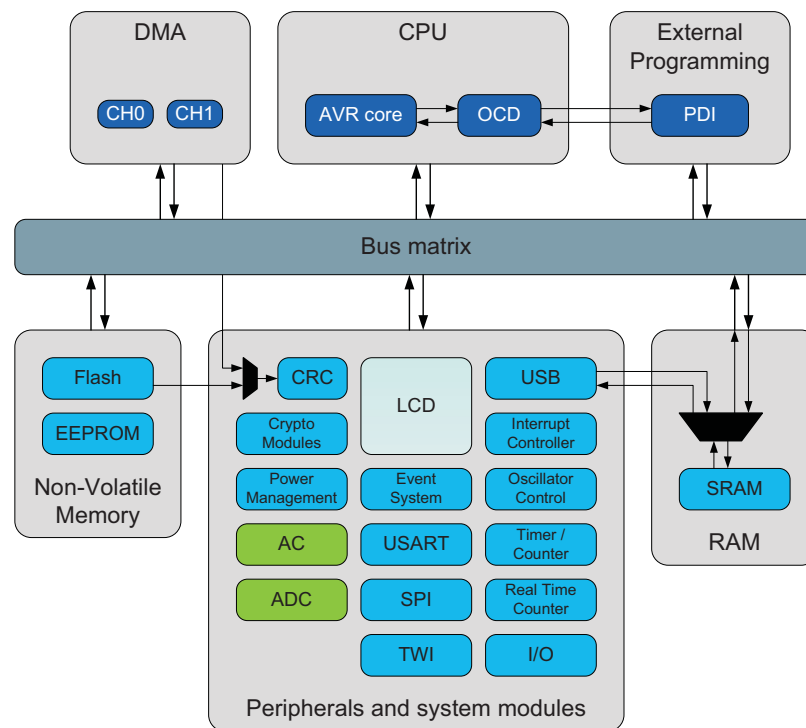 DMA
CPU
External
Programming
CH0
CH1
AVR core
OCD
PDI
Bus matrix
Flash
EEPROM
Non-Volatile
Memory
CRC
LCD
USB
Crypto
Modules
Interrupt
Controller
Power
Management
Event
System
Oscillator
Control
AC
USART
Timer /
Counter
ADC
SPI
Real Time
Counter
TWI
I/O
Peripherals and system modules
SRAM
RAM